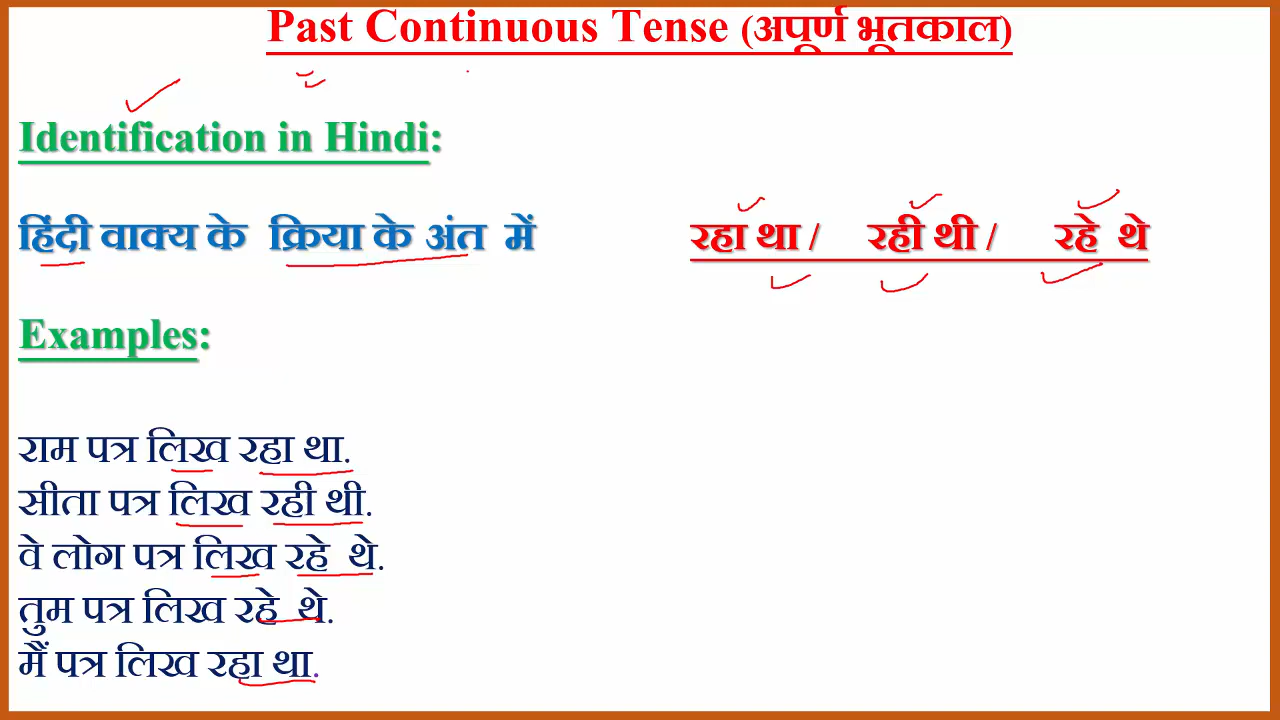 Past Continuous Tense (अपूर्ण भूतकाल)
Identification in Hindi:
हिंदी वाक्य के क्रिया के अंत में रहा था / रही थी / रहे थे
Examples:
राम पत्र लिख रहा था.
सीता पत्र लिख रही थी.
वे लोग पत्र लिख रहे थे.
तुम पत्र लिख रहे थे.
मैं पत्र लिख रहा था.